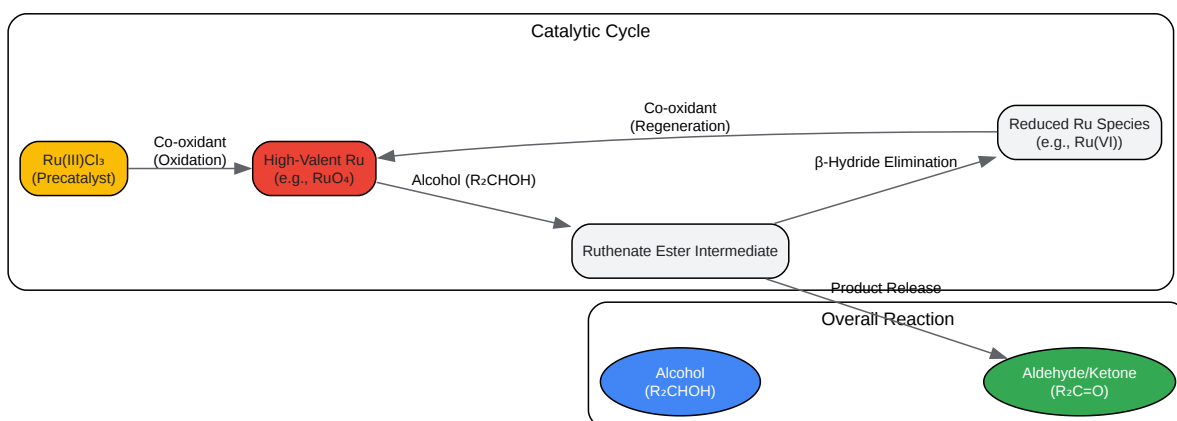 Catalytic Cycle
Co-oxidant
(Regeneration)
Reduced Ru Species
(e.g., Ru(VI))
Ru(III)Cl₃
(Precatalyst)
Co-oxidant
(Oxidation)
High-Valent Ru
(e.g., RuO₄)
Alcohol (R₂CHOH)
β-Hydride Elimination
Ruthenate Ester Intermediate
Product Release
Overall Reaction
Alcohol
(R₂CHOH)
Aldehyde/Ketone
(R₂C=O)